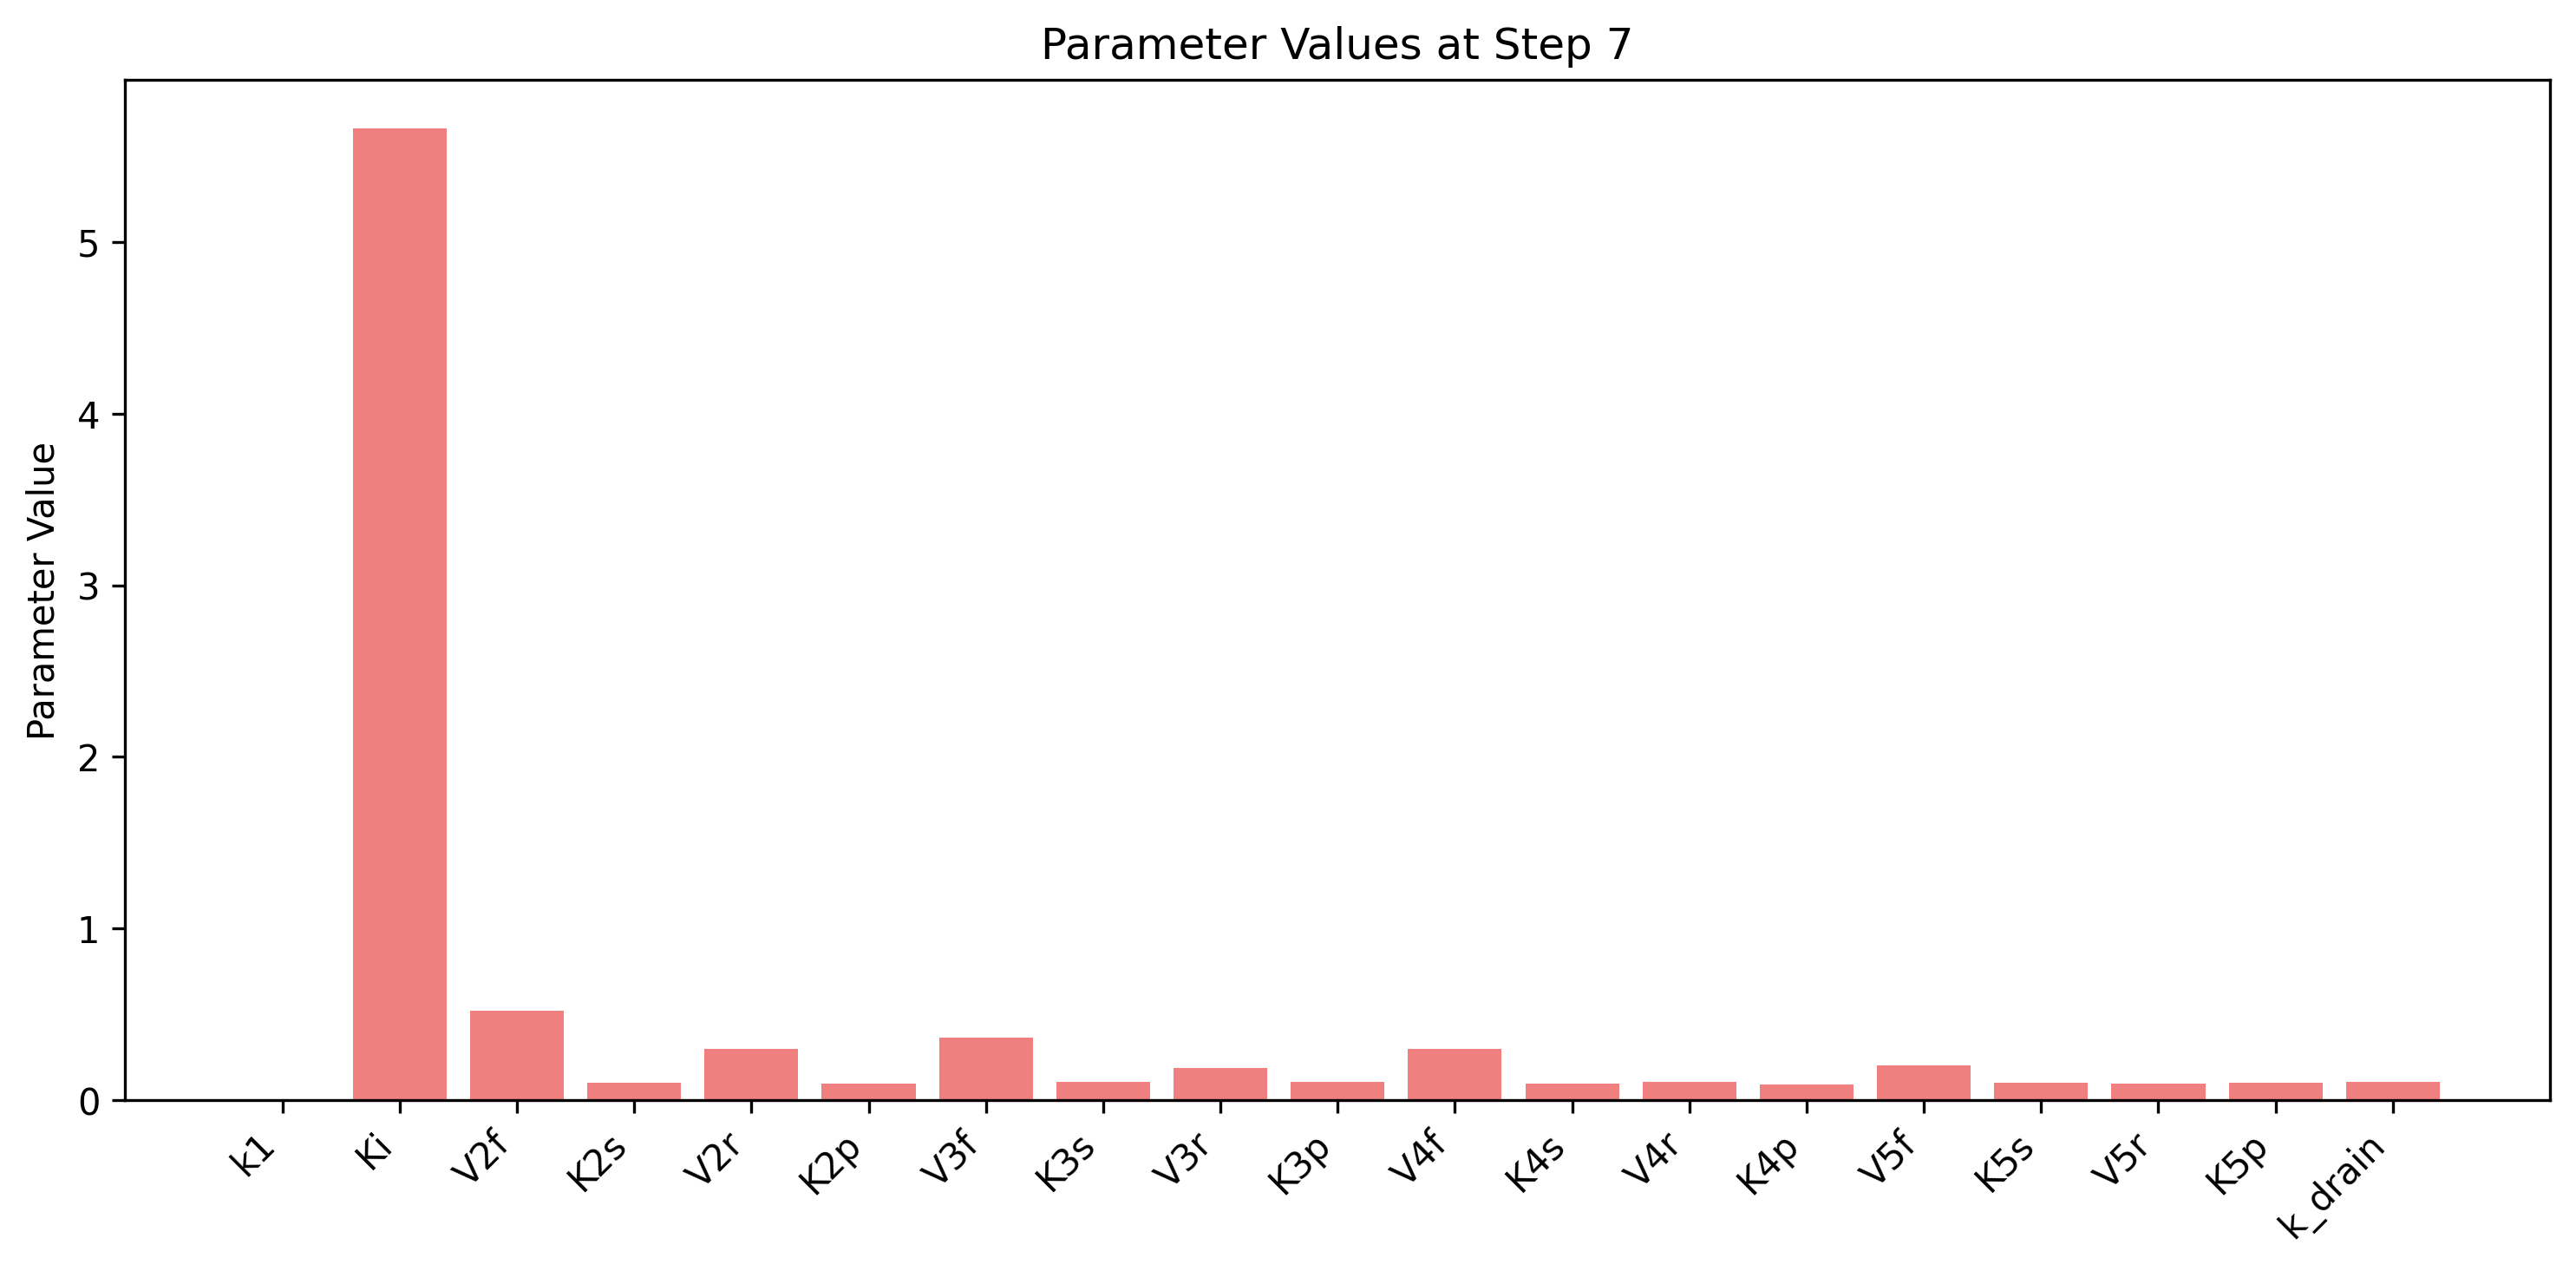 Parameter Values at Step 7
Parameter Value
5
4
3
2
1
0
k1
Ki
V2f
K2s
V2r
K2p
V3f
K3s
V3r
K3p
V4f
K4s
V4r
K4p
V5f
K5s
V5r
K5p
k_drain